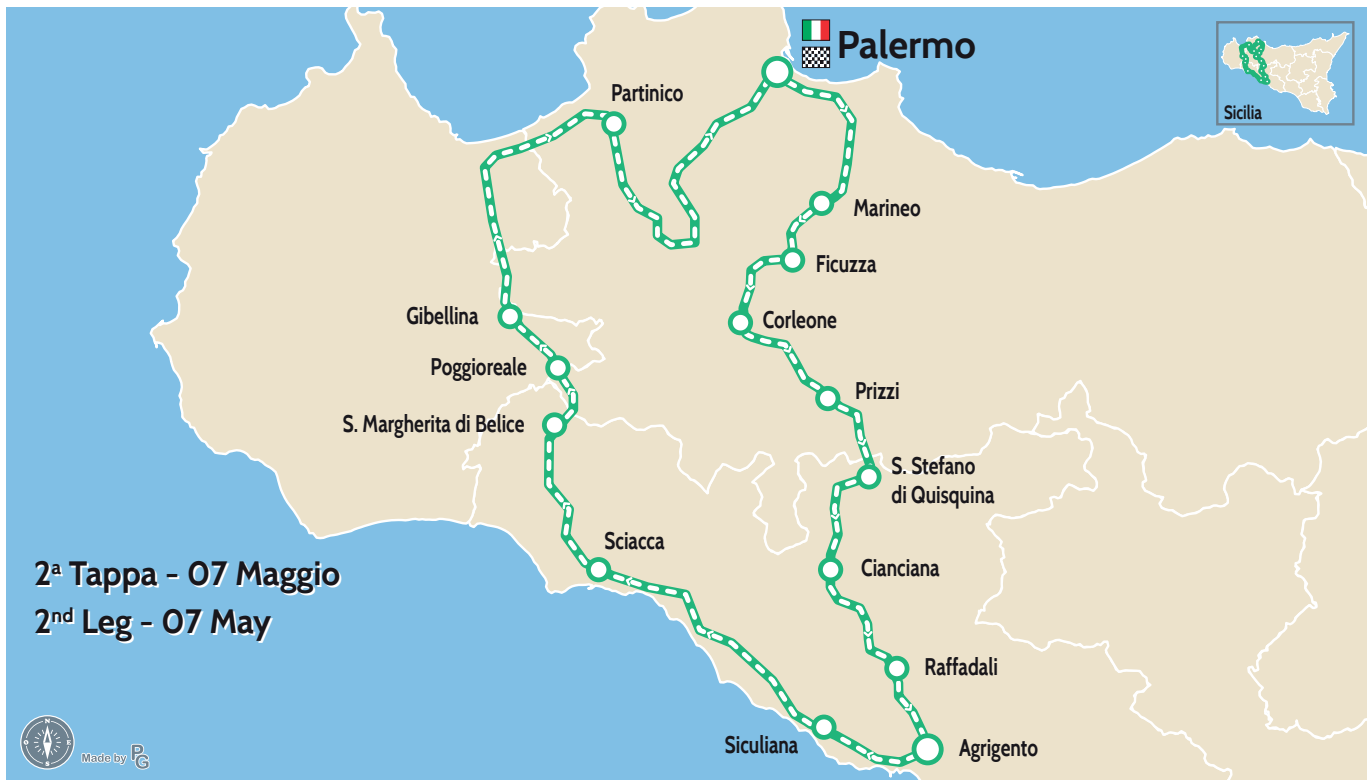 Palermo
Partinico
Sicilia
Marineo
Ficuzza
Gibellina
Corleone
Poggioreale
Prizzi
S. Margherita di Belice
S. Stefano
di Quisquina
Sciacca
Cianciana
2ª Tappa - 07 Maggio
2nd Leg - 07 May
Raffadali
Siculiana
Agrigento
N
O E
S
Made by PG